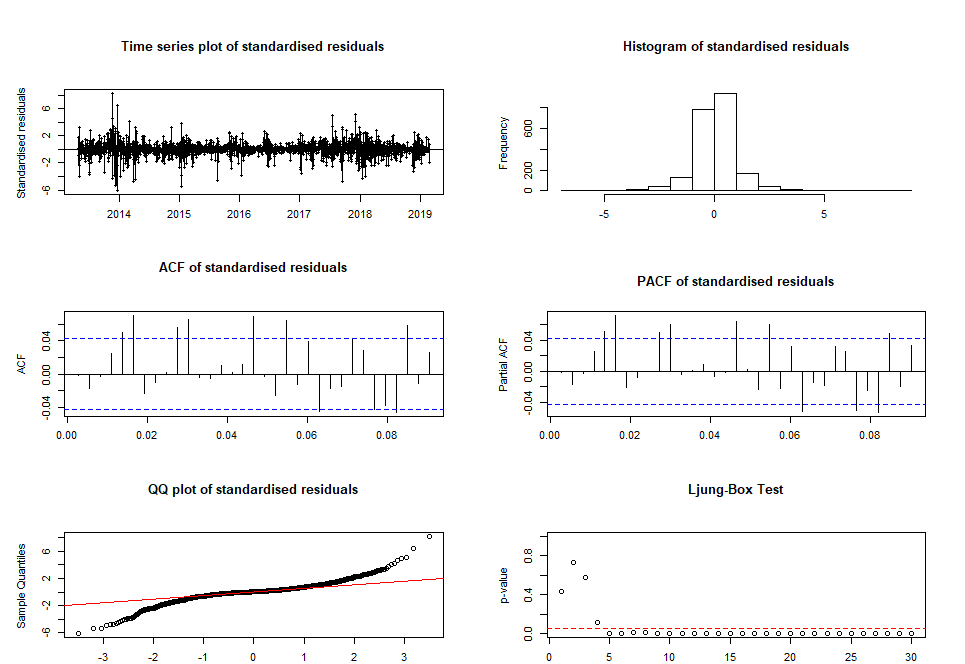 Time series plot of standardised residuals
Standardised residuals
6
2
-2
-6
2014 2015 2016 2017 2018 2019
Histogram of standardised residuals
Frequency
600
200
0
-5 0 5
ACF of standardised residuals
ACF
0.04
0.00
-0.04
0.00 0.02 0.04 0.06 0.08
PACF of standardised residuals
Partial ACF
0.04
0.00
-0.04
0.00 0.02 0.04 0.06 0.08
QQ plot of standardised residuals
Sample Quantiles
6
2
-2
-6
-3 -2 -1 0 1 2 3
Ljung-Box Test
p-value
0.8
0.4
0.0
0 5 10 15 20 25 30